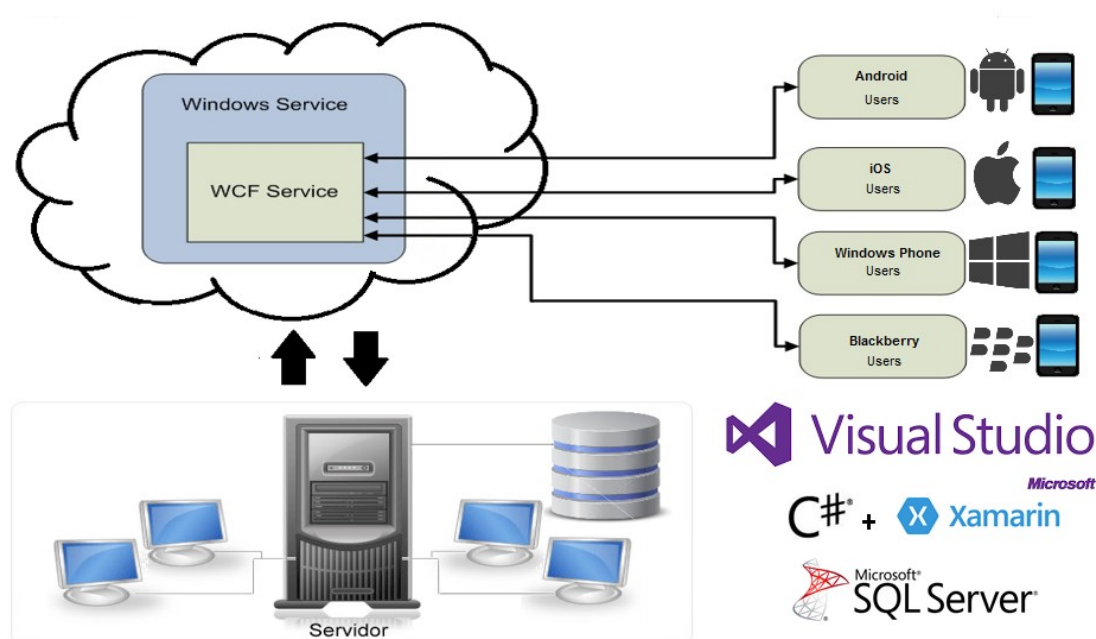 Windows Service
WCF Service
Android
Users
iOS
Users
Windows Phone
Users
Blackberry
Users
Servidor
Visual Studio
Microsoft
C#® + Xamarin
Microsoft®
SQL Server®